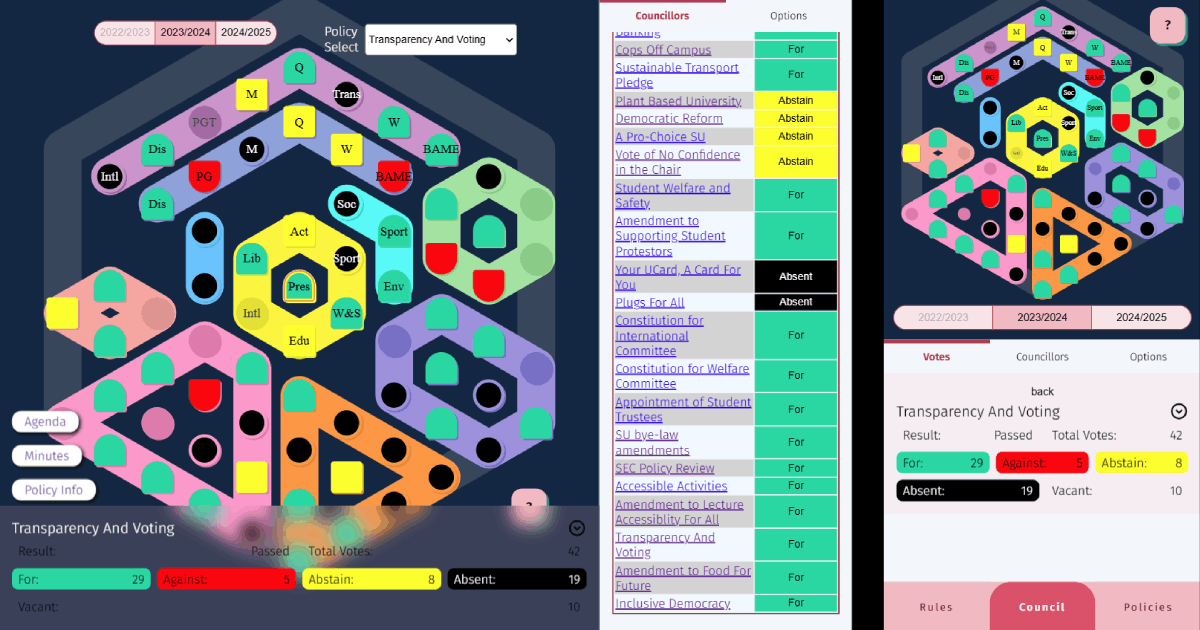 2022/2023 2023/2024 2024/2025
Policy
Select
Transparency And Voting
Q
M
Trans
PGT
Q
W
Dis
M
W
BAME
Intl
PG
BAME
Dis
Soc
Act
Sport
Lib
Sport
Pres
Env
Intl
W&S
Edu
Agenda
Minutes
Policy Info
?
Transparency And Voting
Result: Passed Total Votes: 42
For: 29 Against: 5 Abstain: 8 Absent: 19
Vacant: 10
Councillors Options
Banking
Cops Off Campus For
Sustainable Transport
Pledge For
Plant Based University Abstain
Democratic Reform Abstain
A Pro-Choice SU Abstain
Vote of No Confidence
in the Chair Abstain
Student Welfare and
Safety For
Amendment to
Supporting Student
Protestors For
Your UCard, A Card For
You Absent
Plugs For All Absent
Constitution for
International
Committee For
Constitution for Welfare
Committee For
Appointment of Student
Trustees For
SU bye-law
amendments For
SEC Policy Review For
Accessible Activities For
Amendment to Lecture
Accessiblity For All For
Transparency And
Voting For
Amendment to Food For
Future For
Inclusive Democracy For
?
Q
M
Trans
PGT
Q
W
Dis
M
W
BAME
Intl
PG
BAME
Dis
Soc
Act
Sport
Lib
Sport
Pres
Env
Intl
W&S
Edu
2022/2023 2023/2024 2024/2025
Votes Councillors Options
back
Transparency And Voting
Result: Passed Total Votes: 42
For: 29 Against: 5 Abstain: 8
Absent: 19 Vacant: 10
Rules Council Policies